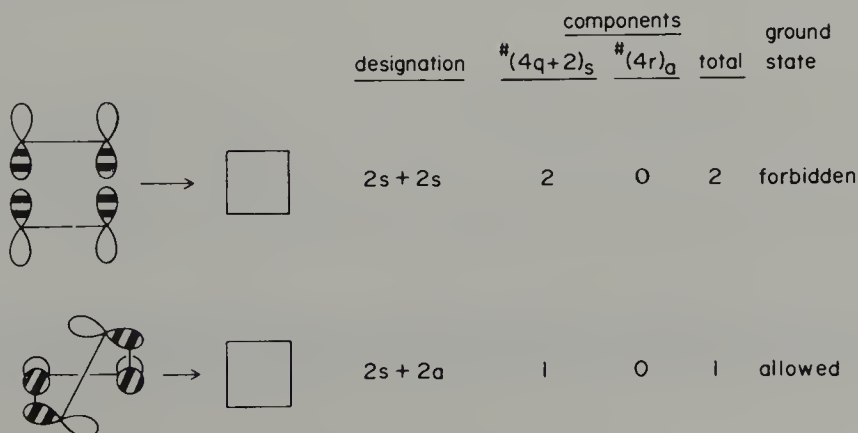 components
ground
designation #(4q+2)s #(4r)a total state
2s + 2s 2 0 2 forbidden
2s + 2a 1 0 1 allowed